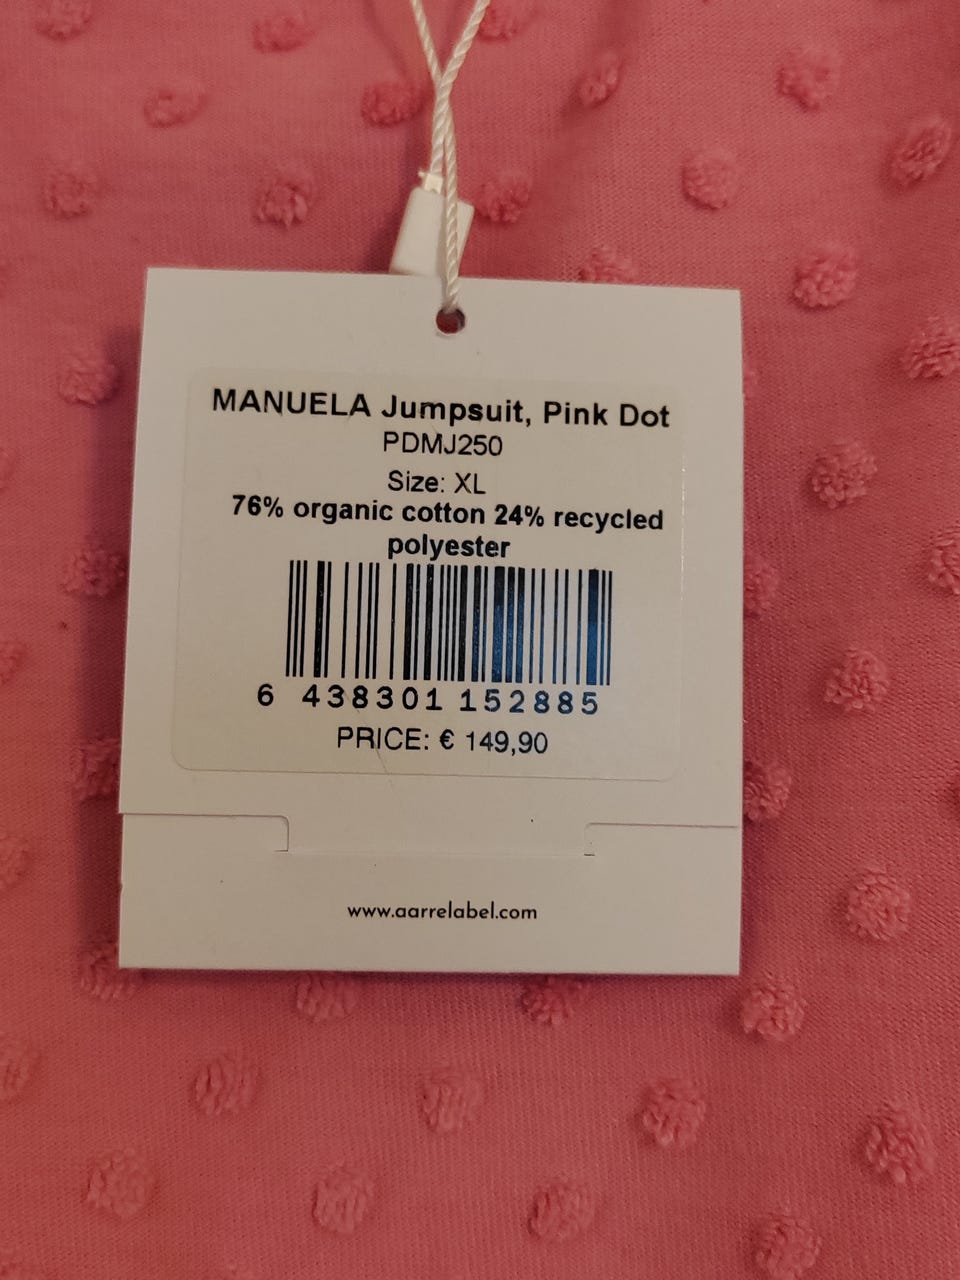 MANUELA Jumpsuit, Pink Dot
PDMJ250
Size: XL
76% organic cotton 24% recycled
polyester
6 438301 152885
PRICE: € 149,90
www.aarrelabel.com